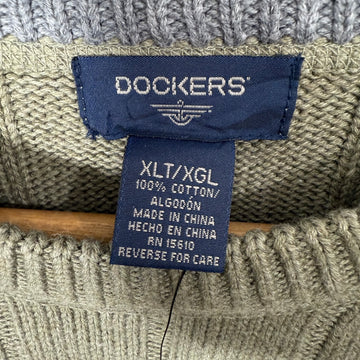 DOCKERS®
XLT/XGL
100% COTTON/
ALGODÓN
MADE IN CHINA
HECHO EN CHINA
RN 15610
REVERSE FOR CARE